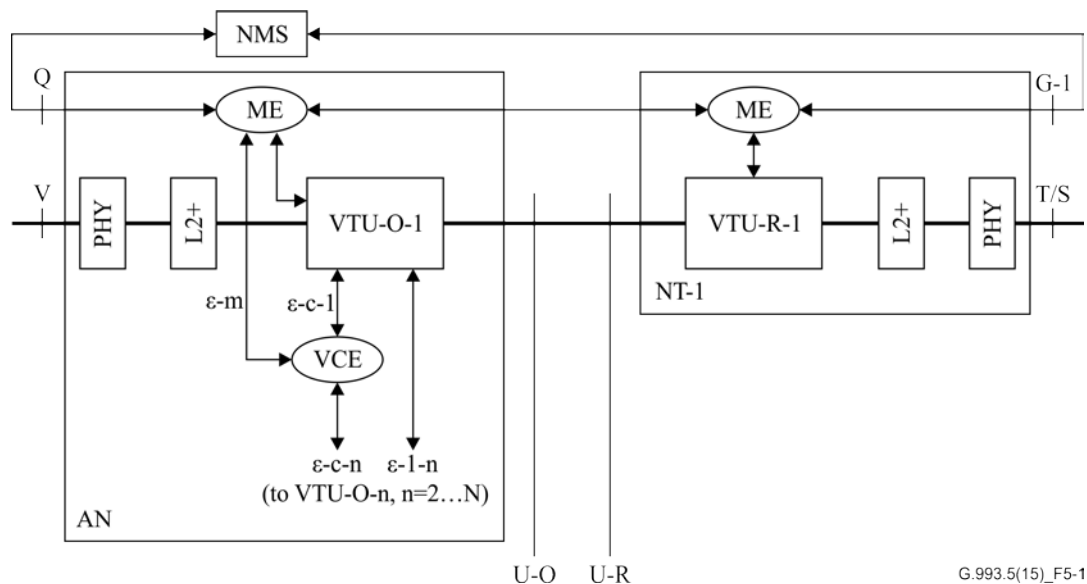 NMS
Q
G-1
ME
ME
V
T/S
PHY
L2+
VTU-O-1
VTU-R-1
L2+
PHY
NT-1
ε-m
ε-c-1
VCE
ε-c-n
ε-1-n
(to VTU-O-n, n=2…N)
AN
U-O
U-R
G.993.5(15)_F5-1